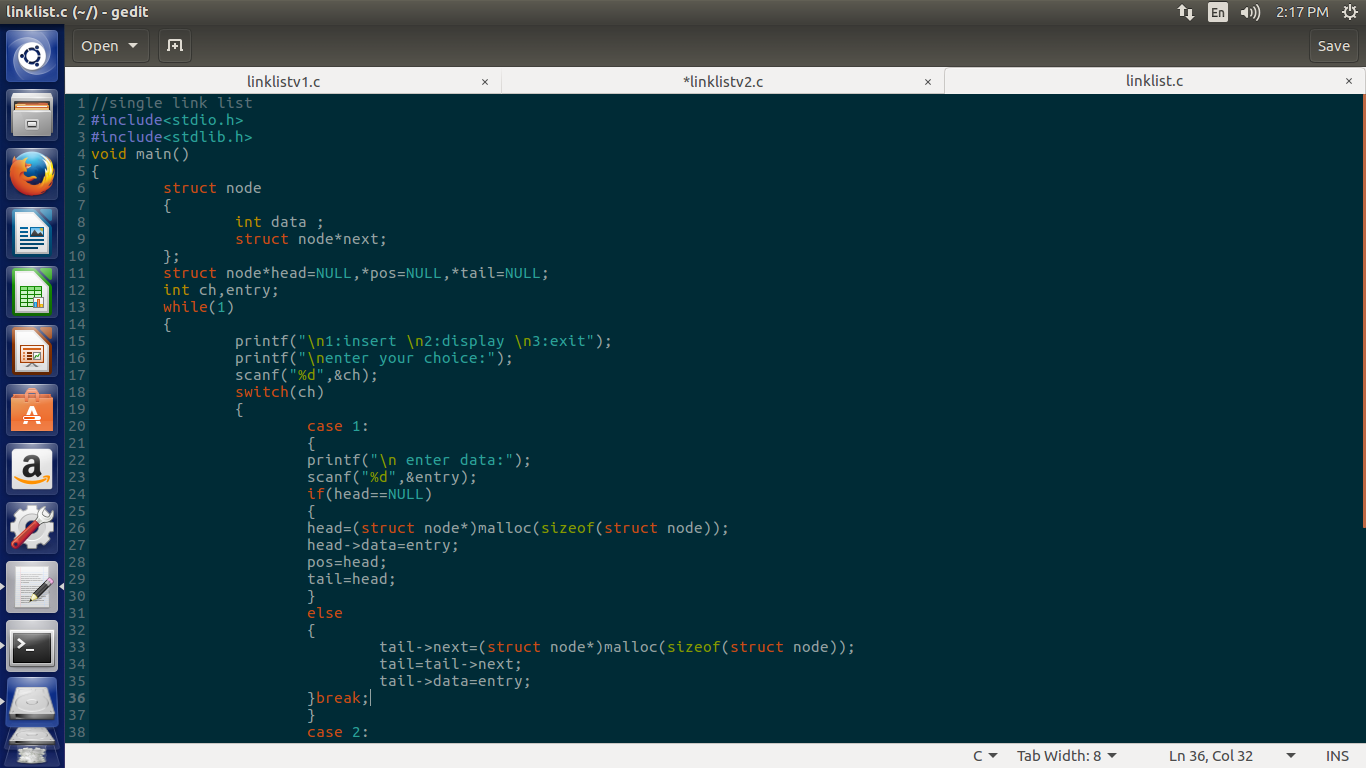 linklist.c (~/) - gedit
En
2:17 PM
Open
Save
linklistv1.c ×
*linklistv2.c ×
linklist.c ×
1 //single link list
2 #include<stdio.h>
3 #include<stdlib.h>
4 void main()
5 {
6 struct node
7 {
8 int data ;
9 struct node*next;
10 };
11 struct node*head=NULL,*pos=NULL,*tail=NULL;
12 int ch,entry;
13 while(1)
14 {
15 printf("\n1:insert \n2:display \n3:exit");
16 printf("\nenter your choice:");
17 scanf("%d",&ch);
18 switch(ch)
19 {
20 case 1:
21 {
22 printf("\n enter data:");
23 scanf("%d",&entry);
24 if(head==NULL)
25 {
26 head=(struct node*)malloc(sizeof(struct node));
27 head->data=entry;
28 pos=head;
29 tail=head;
30 }
31 else
32 {
33 tail->next=(struct node*)malloc(sizeof(struct node));
34 tail=tail->next;
35 tail->data=entry;
36 }break;
37 }
38 case 2:
C
Tab Width: 8
Ln 36, Col 32
INS